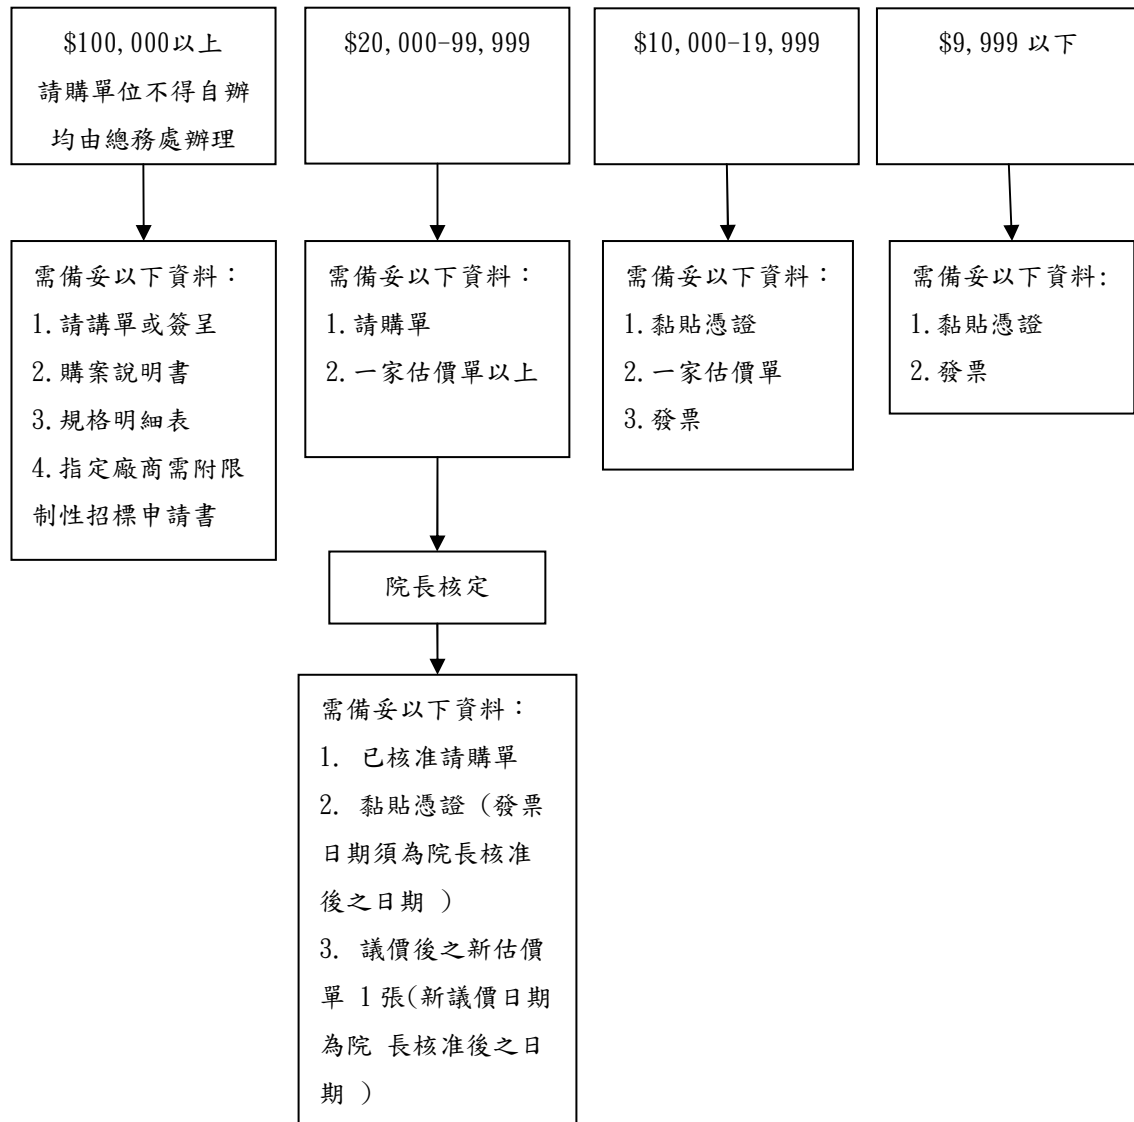 $100,000以上
請購單位不得自辦
均由總務處辦理
$20,000-99,999
$10,000-19,999
$9,999 以下
需備妥以下資料：
1.請講單或簽呈
2.購案說明書
3.規格明細表
4.指定廠商需附限
制性招標申請書
需備妥以下資料：
1.請購單
2.一家估價單以上
需備妥以下資料：
1.黏貼憑證
2.一家估價單
3.發票
需備妥以下資料:
1.黏貼憑證
2.發票
院長核定
需備妥以下資料：
1. 已核准請購單
2. 黏貼憑證 (發票
日期須為院長核准
後之日期 )
3. 議價後之新估價
單 1張(新議價日期
為院 長核准後之日
期 )